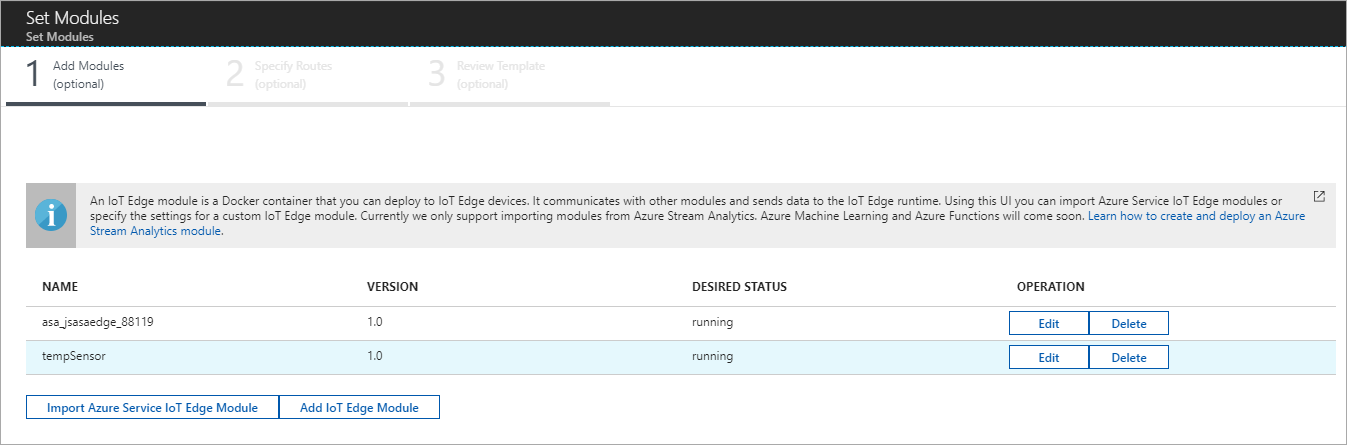 Set Modules
Set Modules
1 Add Modules (optional)
2 Specify Routes (optional)
3 Review Template (optional)
An IoT Edge module is a Docker container that you can deploy to IoT Edge devices. It communicates with other modules and sends data to the IoT Edge runtime. Using this UI you can import Azure Service IoT Edge modules or
specify the settings for a custom IoT Edge module. Currently we only support importing modules from Azure Stream Analytics. Azure Machine Learning and Azure Functions will come soon. Learn how to create and deploy an Azure
Stream Analytics module.
NAME VERSION DESIRED STATUS OPERATION
asa_jsasaedge_88119 1.0 running Edit Delete
tempSensor 1.0 running Edit Delete
Import Azure Service IoT Edge Module Add IoT Edge Module